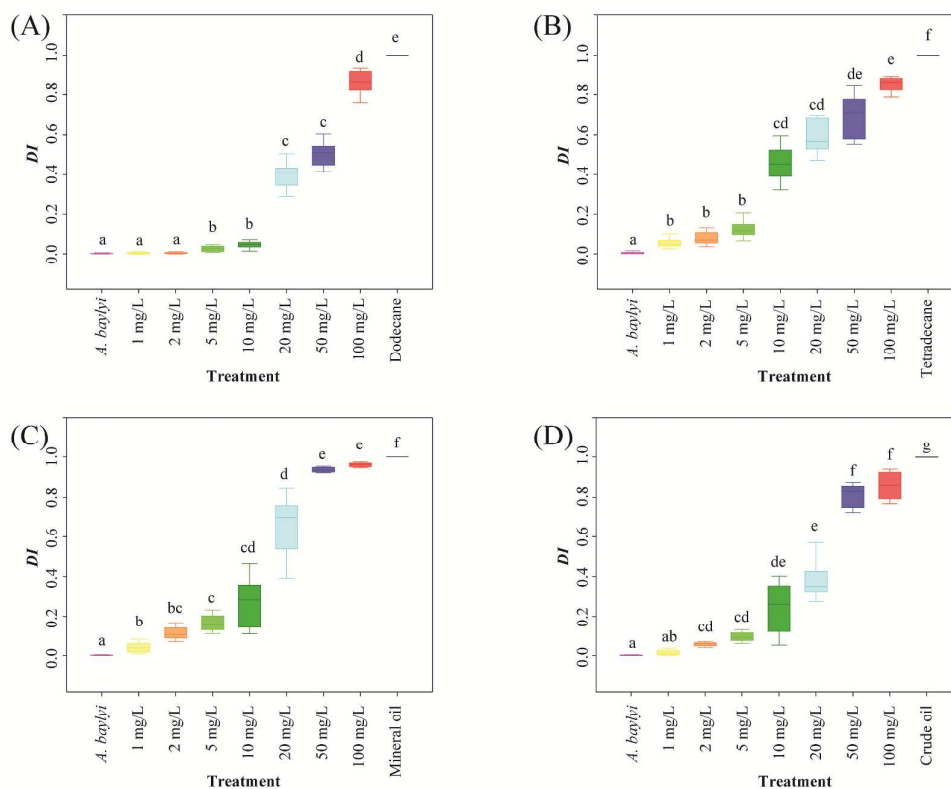 (A)
DI
1.0
0.8
0.6
0.4
0.2
0.0
a
a
a
b
b
c
c
d
e
A. baylyi
1 mg/L
2 mg/L
5 mg/L
10 mg/L
20 mg/L
50 mg/L
100 mg/L
Dodecane
Treatment
(B)
DI
1.0
0.8
0.6
0.4
0.2
0.0
a
b
b
b
cd
cd
de
e
f
A. baylyi
1 mg/L
2 mg/L
5 mg/L
10 mg/L
20 mg/L
50 mg/L
100 mg/L
Tetradecane
Treatment
(C)
DI
1.0
0.8
0.6
0.4
0.2
0.0
a
b
bc
c
cd
d
e
e
f
A. baylyi
1 mg/L
2 mg/L
5 mg/L
10 mg/L
20 mg/L
50 mg/L
100 mg/L
Mineral oil
Treatment
(D)
DI
1.0
0.8
0.6
0.4
0.2
0.0
a
ab
cd
cd
de
e
f
f
g
A. baylyi
1 mg/L
2 mg/L
5 mg/L
10 mg/L
20 mg/L
50 mg/L
100 mg/L
Crude oil
Treatment